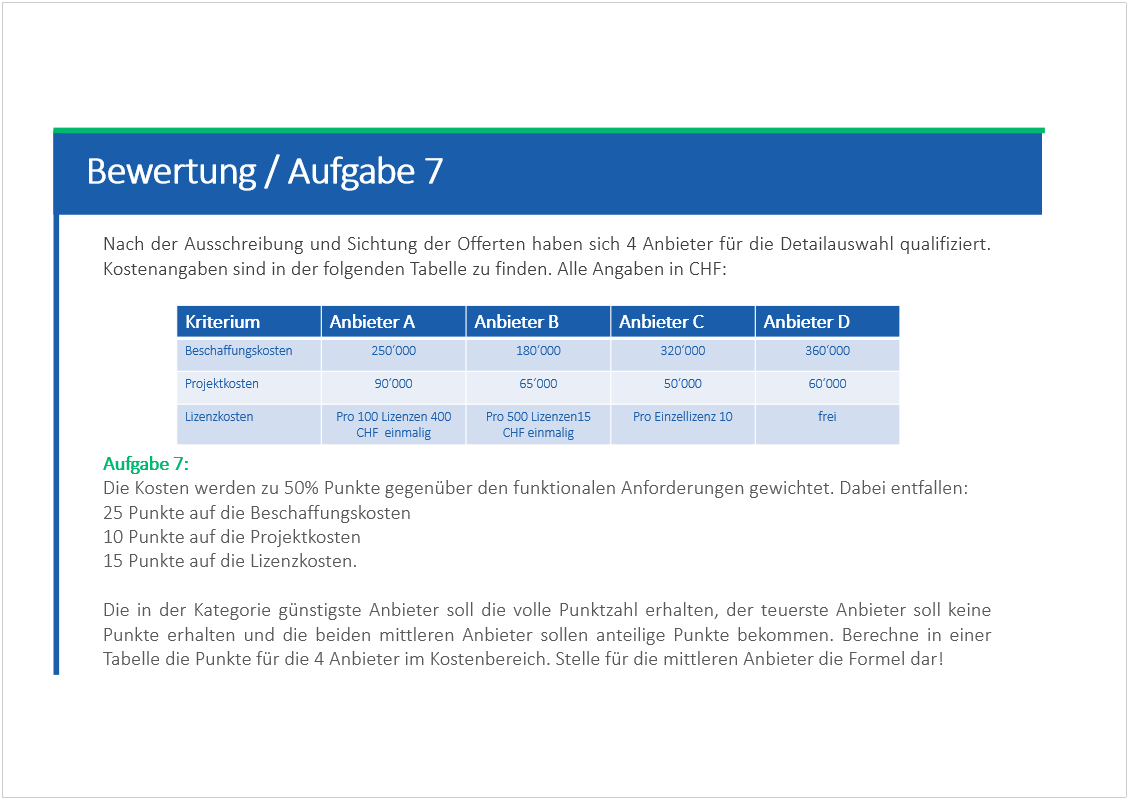 Bewertung / Aufgabe 7
Nach der Ausschreibung und Sichtung der Offerten haben sich 4 Anbieter für die Detailauswahl qualifiziert.
Kostenangaben sind in der folgenden Tabelle zu finden. Alle Angaben in CHF:
Kriterium Anbieter A Anbieter B Anbieter C Anbieter D
Beschaffungskosten 250‘000 180‘000 320‘000 360‘000
Projektkosten 90‘000 65‘000 50‘000 60‘000
Lizenzkosten Pro 100 Lizenzen 400 Pro 500 Lizenzen15 Pro Einzellizenz 10 frei
CHF einmalig CHF einmalig
Aufgabe 7:
Die Kosten werden zu 50% Punkte gegenüber den funktionalen Anforderungen gewichtet. Dabei entfallen:
25 Punkte auf die Beschaffungskosten
10 Punkte auf die Projektkosten
15 Punkte auf die Lizenzkosten.
Die in der Kategorie günstigste Anbieter soll die volle Punktzahl erhalten, der teuerste Anbieter soll keine
Punkte erhalten und die beiden mittleren Anbieter sollen anteilige Punkte bekommen. Berechne in einer
Tabelle die Punkte für die 4 Anbieter im Kostenbereich. Stelle für die mittleren Anbieter die Formel dar!